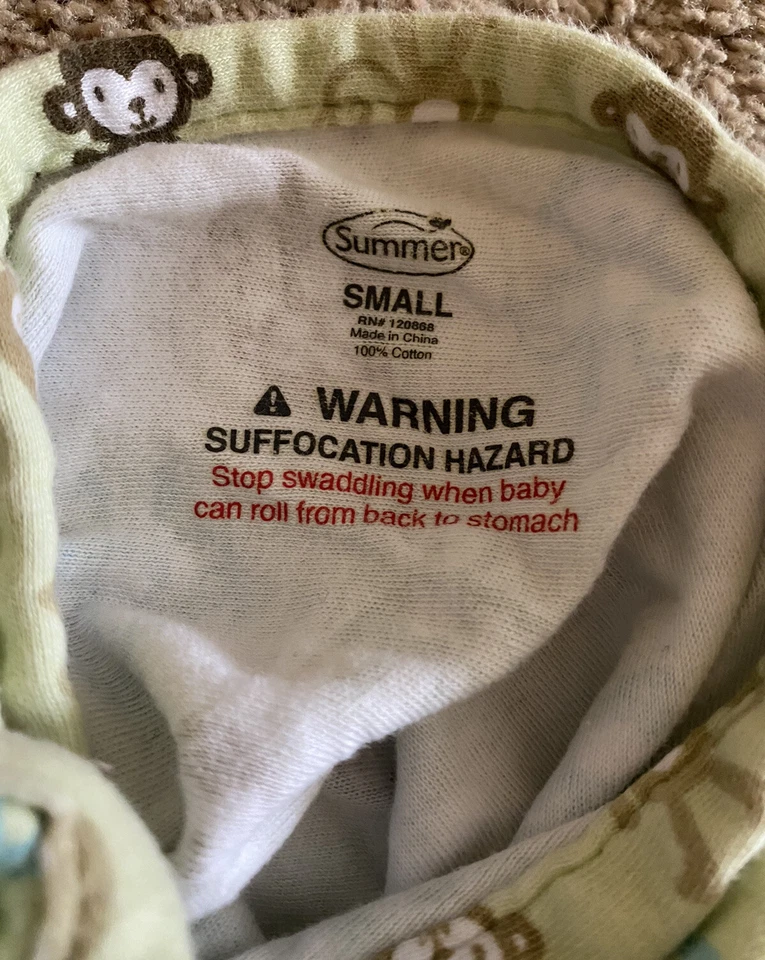 Summer®
SMALL
RN# 120868
Made in China
100% Cotton
⚠ WARNING
SUFFOCATION HAZARD
Stop swaddling when baby
can roll from back to stomach